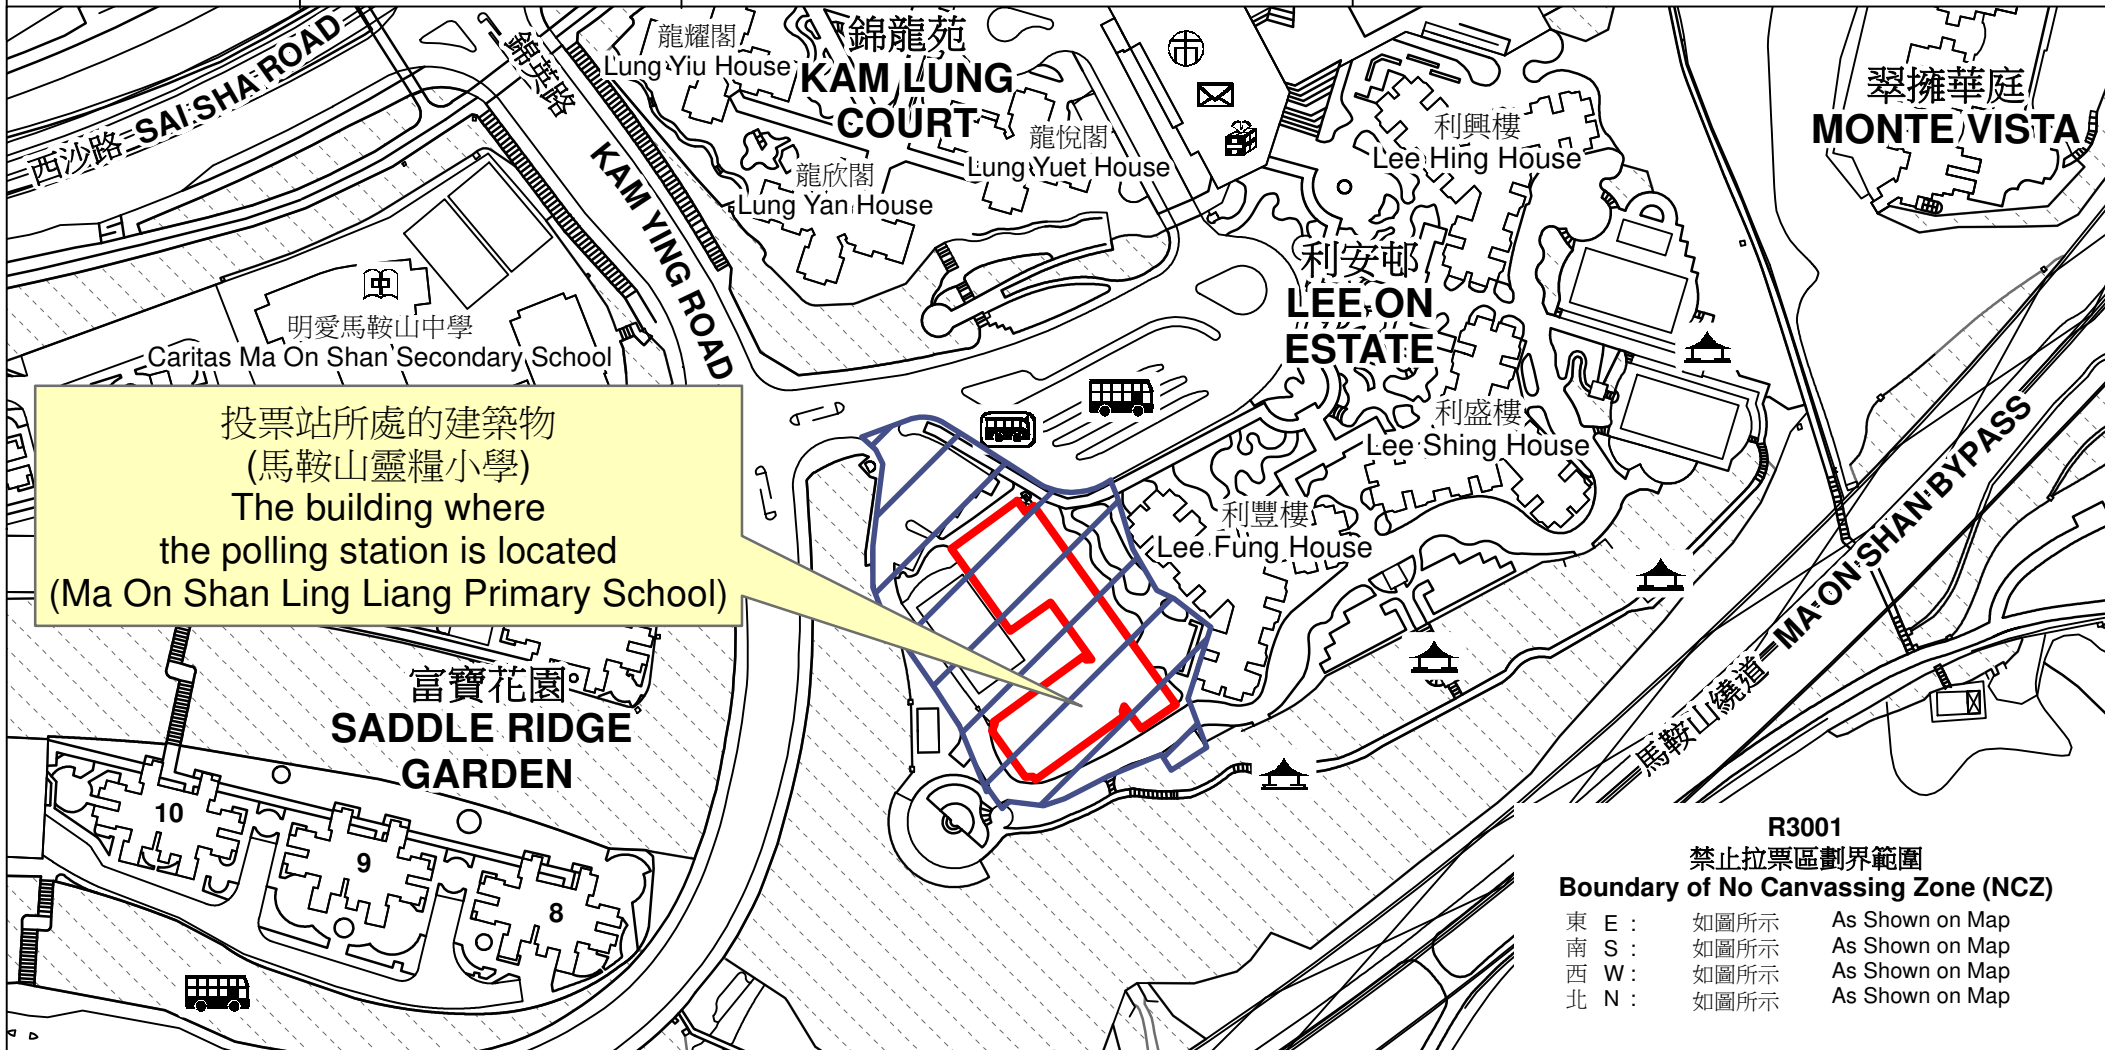 西沙路 SAI SHA ROAD
錦英路
KAM YING ROAD
龍耀閣
Lung Yiu House
錦龍苑
KAM LUNG
COURT
龍悅閣
Lung Yuet House
龍欣閣
Lung Yan House
利興樓
Lee Hing House
翠擁華庭
MONTE VISTA
利安邨
LEE ON
ESTATE
明愛馬鞍山中學
Caritas Ma On Shan Secondary School
利盛樓
Lee Shing House
利豐樓
Lee Fung House
投票站所處的建築物
(馬鞍山靈糧小學)
The building where
the polling station is located
(Ma On Shan Ling Liang Primary School)
馬鞍山繞道 MA ON SHAN BYPASS
富寶花園
SADDLE RIDGE
GARDEN
10
9
8
R3001
禁止拉票區劃界範圍
Boundary of No Canvassing Zone (NCZ)
東 E : 如圖所示 As Shown on Map
南 S : 如圖所示 As Shown on Map
西 W : 如圖所示 As Shown on Map
北 N : 如圖所示 As Shown on Map